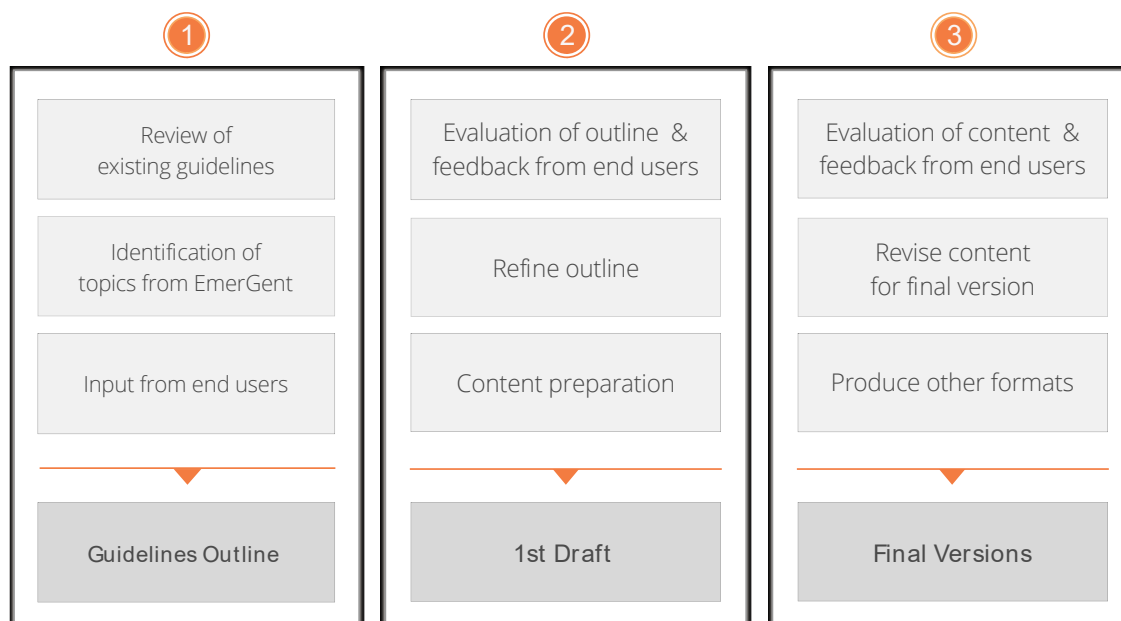 1
Review of
existing guidelines
Identification of
topics from EmerGent
Input from end users
Guidelines Outline
2
Evaluation of outline &
feedback from end users
Refine outline
Content preparation
1st Draft
3
Evaluation of content &
feedback from end users
Revise content
for final version
Produce other formats
Final Versions